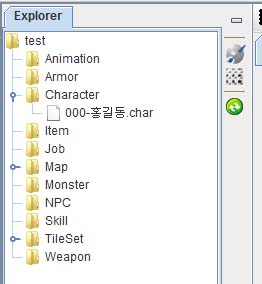 Explorer
test
Animation
Armor
Character
000-홍길동.char
Item
Job
Map
Monster
NPC
Skill
TileSet
Weapon